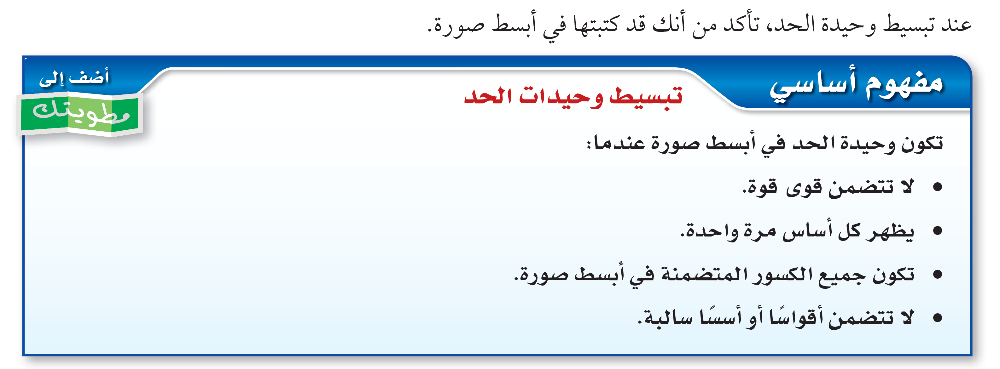 عند تبسيط وحيدة الحد، تأكد من أنك قد كتبتها في أبسط صورة.
مفهوم أساسي
تبسيط وحيدات الحد
أضف إلى
مطويتك
تكون وحيدة الحد في أبسط صورة عندما:
• لا تتضمن قوى قوة.
• يظهر كل أساس مرة واحدة.
• تكون جميع الكسور المتضمنة في أبسط صورة.
• لا تتضمن أقواسًا أو أسسًا سالبة.